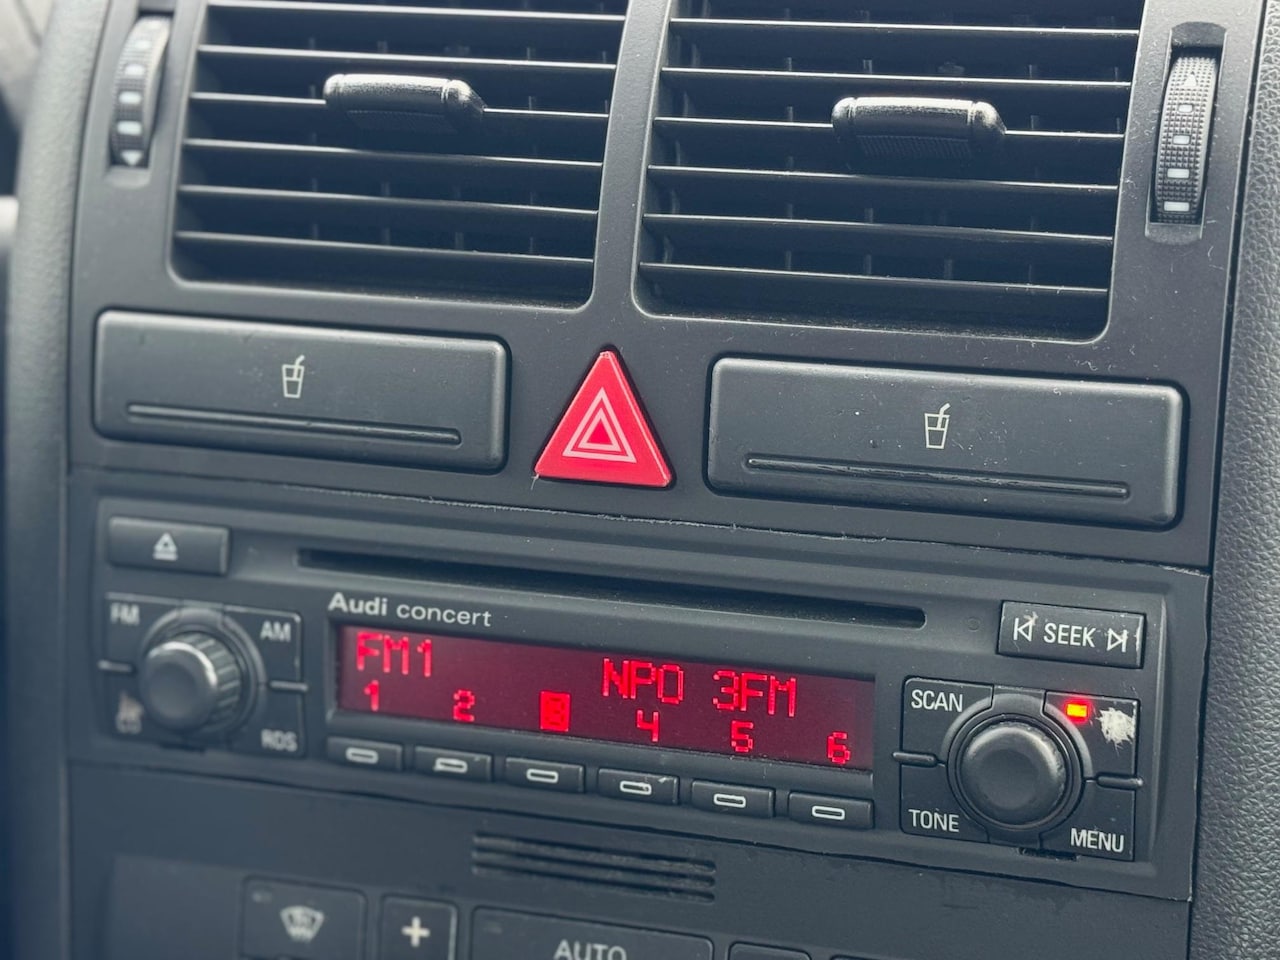 Audi concert
FM
AM
CD
RDS
FM1
NPO 3FM
1 2 3 4 5 6
SEEK
SCAN
TONE
MENU
AUTO